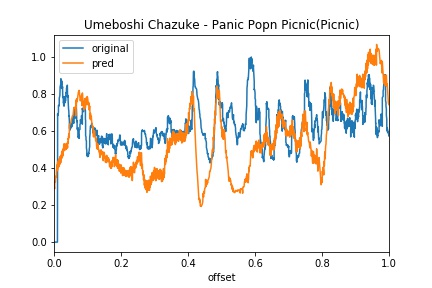 Umeboshi Chazuke - Panic Popn Picnic(Picnic)
original
pred
1.0
0.8
0.6
0.4
0.2
0.0
0.0 0.2 0.4 0.6 0.8 1.0
offset